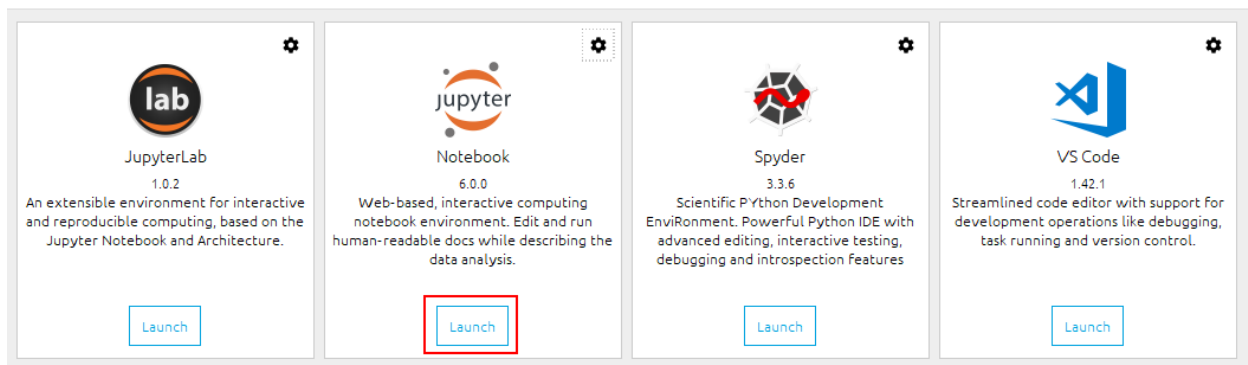 lab
JupyterLab
1.0.2
An extensible environment for interactive
and reproducible computing, based on the
Jupyter Notebook and Architecture.
Launch
jupyter
Notebook
6.0.0
Web-based, interactive computing
notebook environment. Edit and run
human-readable docs while describing the
data analysis.
Launch
Spyder
3.3.6
Scientific PYthon Development
EnviRonment. Powerful Python IDE with
advanced editing, interactive testing,
debugging and introspection features
Launch
VS Code
1.42.1
Streamlined code editor with support for
development operations like debugging,
task running and version control.
Launch